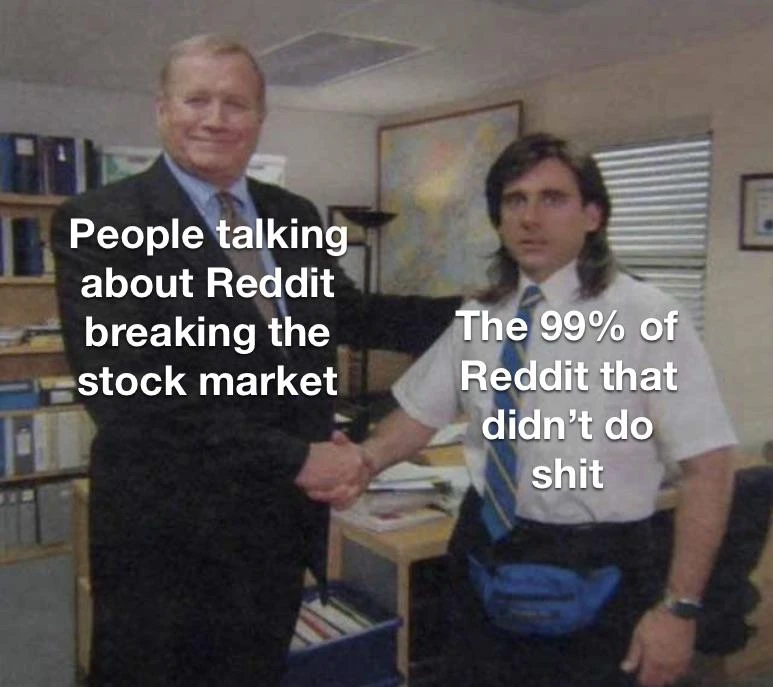 People talking
about Reddit
breaking the
stock market
The 99% of
Reddit that
didn’t do
shit